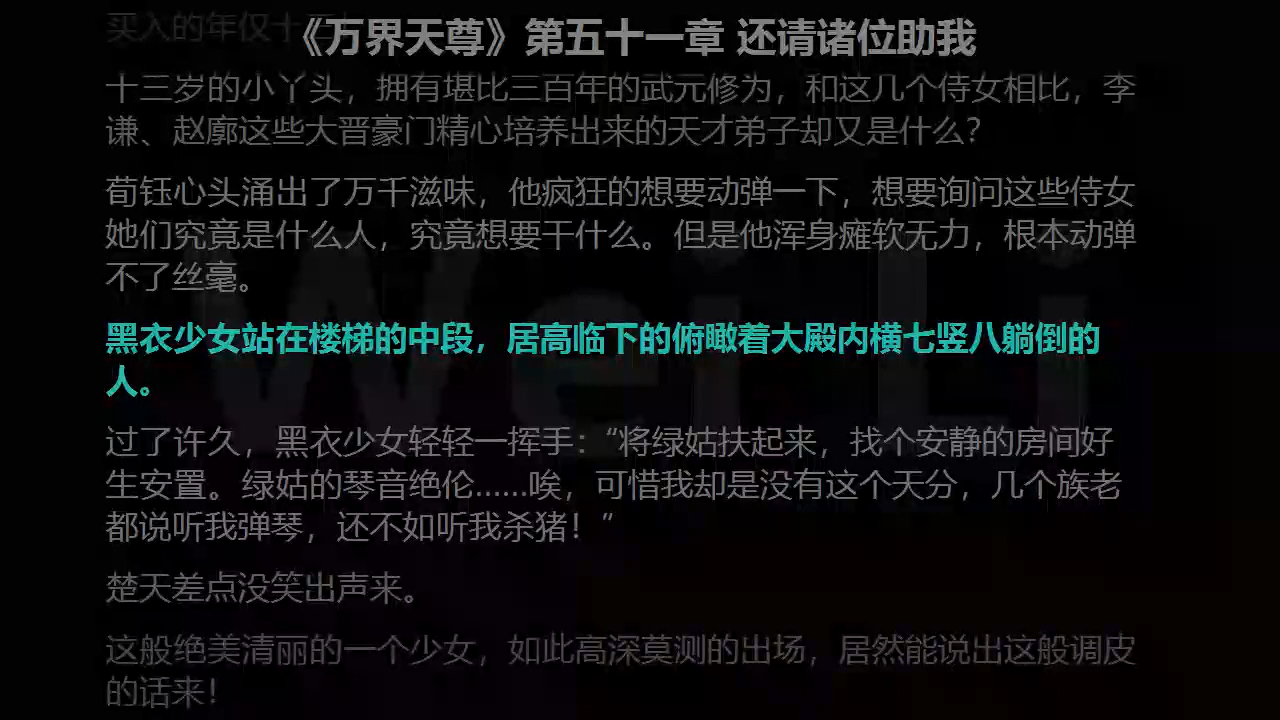 买入的年仅十三
《万界天尊》第五十一章 还请诸位助我
十三岁的小丫头，拥有堪比三百年的武元修为，和这几个侍女相比，李
谦、赵廓这些大晋豪门精心培养出来的天才弟子却又是什么？
荀钰心头涌出了万千滋味，他疯狂的想要动弹一下，想要询问这些侍女
她们究竟是什么人，究竟想要干什么。但是他浑身瘫软无力，根本动弹
不了丝毫。
黑衣少女站在楼梯的中段，居高临下的俯瞰着大殿内横七竖八躺倒的
人。
过了许久，黑衣少女轻轻一挥手：“将绿姑扶起来，找个安静的房间好
生安置。绿姑的琴音绝伦……唉，可惜我却是没有这个天分，几个族老
都说听我弹琴，还不如听我杀猪！”
楚天差点没笑出声来。
这般绝美清丽的一个少女，如此高深莫测的出场，居然能说出这般调皮
的话来！
Wei Li